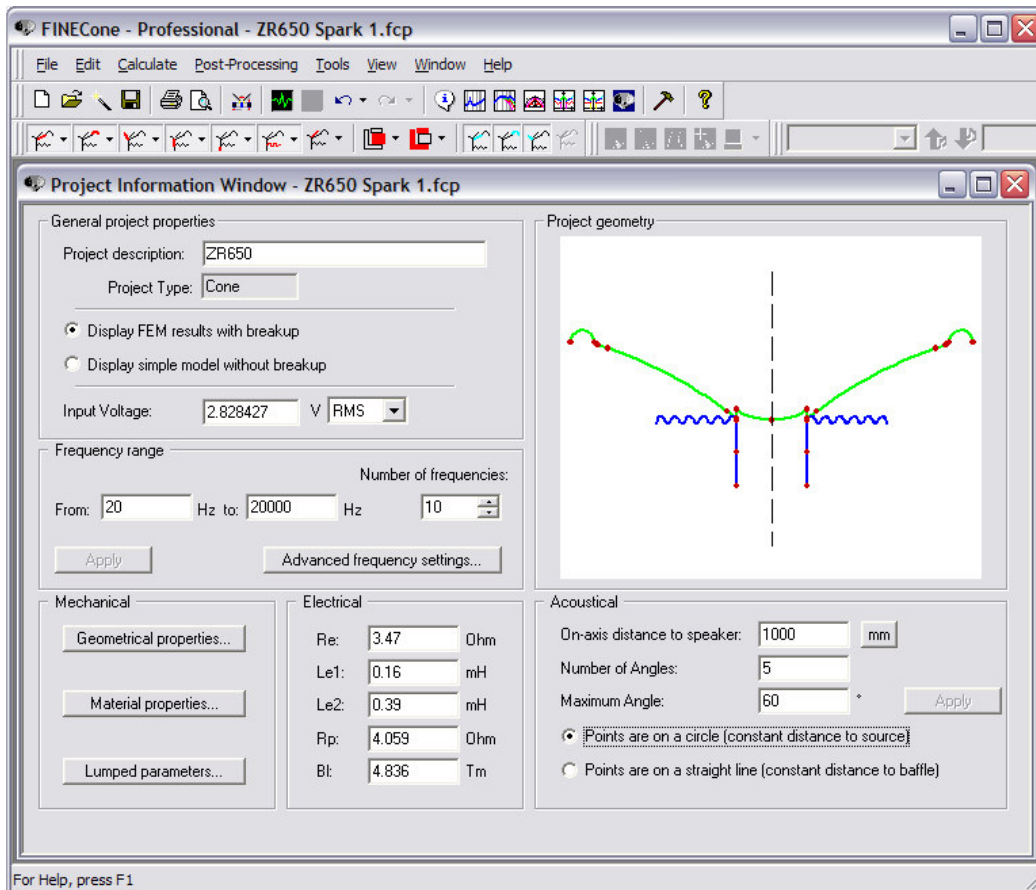 FINECone - Professional - ZR650 Spark 1.fcp
File Edit Calculate Post-Processing Tools View Window Help
Project Information Window - ZR650 Spark 1.fcp
General project properties
Project description: ZR650
Project Type: Cone
Display FEM results with breakup
Display simple model without breakup
Input Voltage: 2.828427 V RMS
Frequency range
Number of frequencies:
From: 20 Hz to: 20000 Hz 10
Apply Advanced frequency settings...
Project geometry
Mechanical
Geometrical properties...
Material properties...
Lumped parameters...
Electrical
Re: 3.47 Ohm
Le1: 0.16 mH
Le2: 0.39 mH
Rp: 4.059 Ohm
Bl: 4.836 Tm
Acoustical
On-axis distance to speaker: 1000 mm
Number of Angles: 5
Maximum Angle: 60 ° Apply
Points are on a circle (constant distance to source)
Points are on a straight line (constant distance to baffle)
For Help, press F1